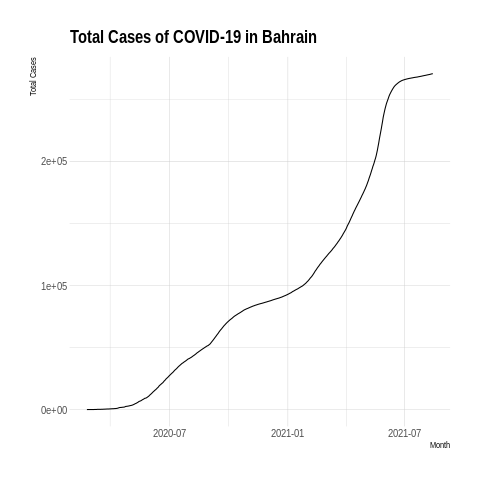 Total Cases of COVID-19 in Bahrain
Total Cases
2e+05
1e+05
0e+00
2020-07 2021-01 2021-07
Month